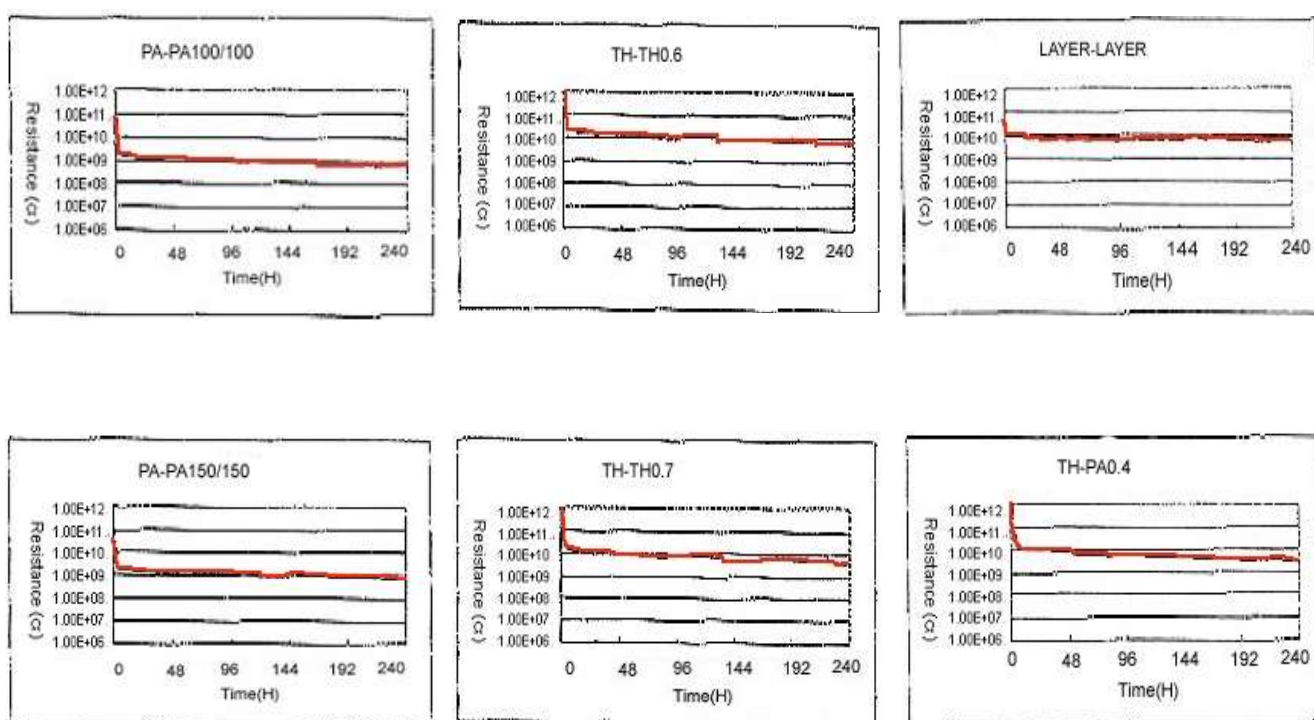 PA-PA100/100
Resistance (α)
1.00E+12
1.00E+11
1.00E+10
1.00E+09
1.00E+08
1.00E+07
1.00E+06
0 48 96 144 192 240
Time(H)
TH-TH0.6
Resistance (α)
1.00E+12
1.00E+11
1.00E+10
1.00E+09
1.00E+08
1.00E+07
1.00E+06
0 48 96 144 192 240
Time(H)
LAYER-LAYER
Resistance (α)
1.00E+12
1.00E+11
1.00E+10
1.00E+09
1.00E+08
1.00E+07
1.00E+06
0 48 96 144 192 240
Time(H)
PA-PA150/150
Resistance (α)
1.00E+12
1.00E+11
1.00E+10
1.00E+09
1.00E+08
1.00E+07
1.00E+06
0 48 96 144 192 240
Time(H)
TH-TH0.7
Resistance (α)
1.00E+12
1.00E+11
1.00E+10
1.00E+09
1.00E+08
1.00E+07
1.00E+06
0 48 96 144 192 240
Time(H)
TH-PA0.4
Resistance (α)
1.00E+12
1.00E+11
1.00E+10
1.00E+09
1.00E+08
1.00E+07
1.00E+06
0 48 96 144 192 240
Time(H)